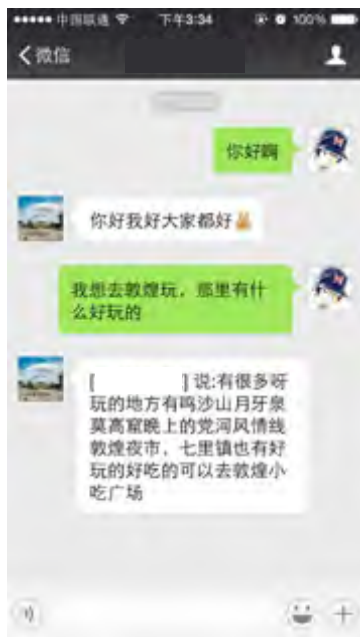 中国联通 下午3:34 100%
微信
你好啊
你好我好大家都好
我想去敦煌玩，那里有什
么好玩的
[ ] 说:有很多呀
玩的地方有鸣沙山月牙泉
莫高窟晚上的党河风情线
敦煌夜市，七里镇也有好
玩的好吃的可以去敦煌小
吃广场